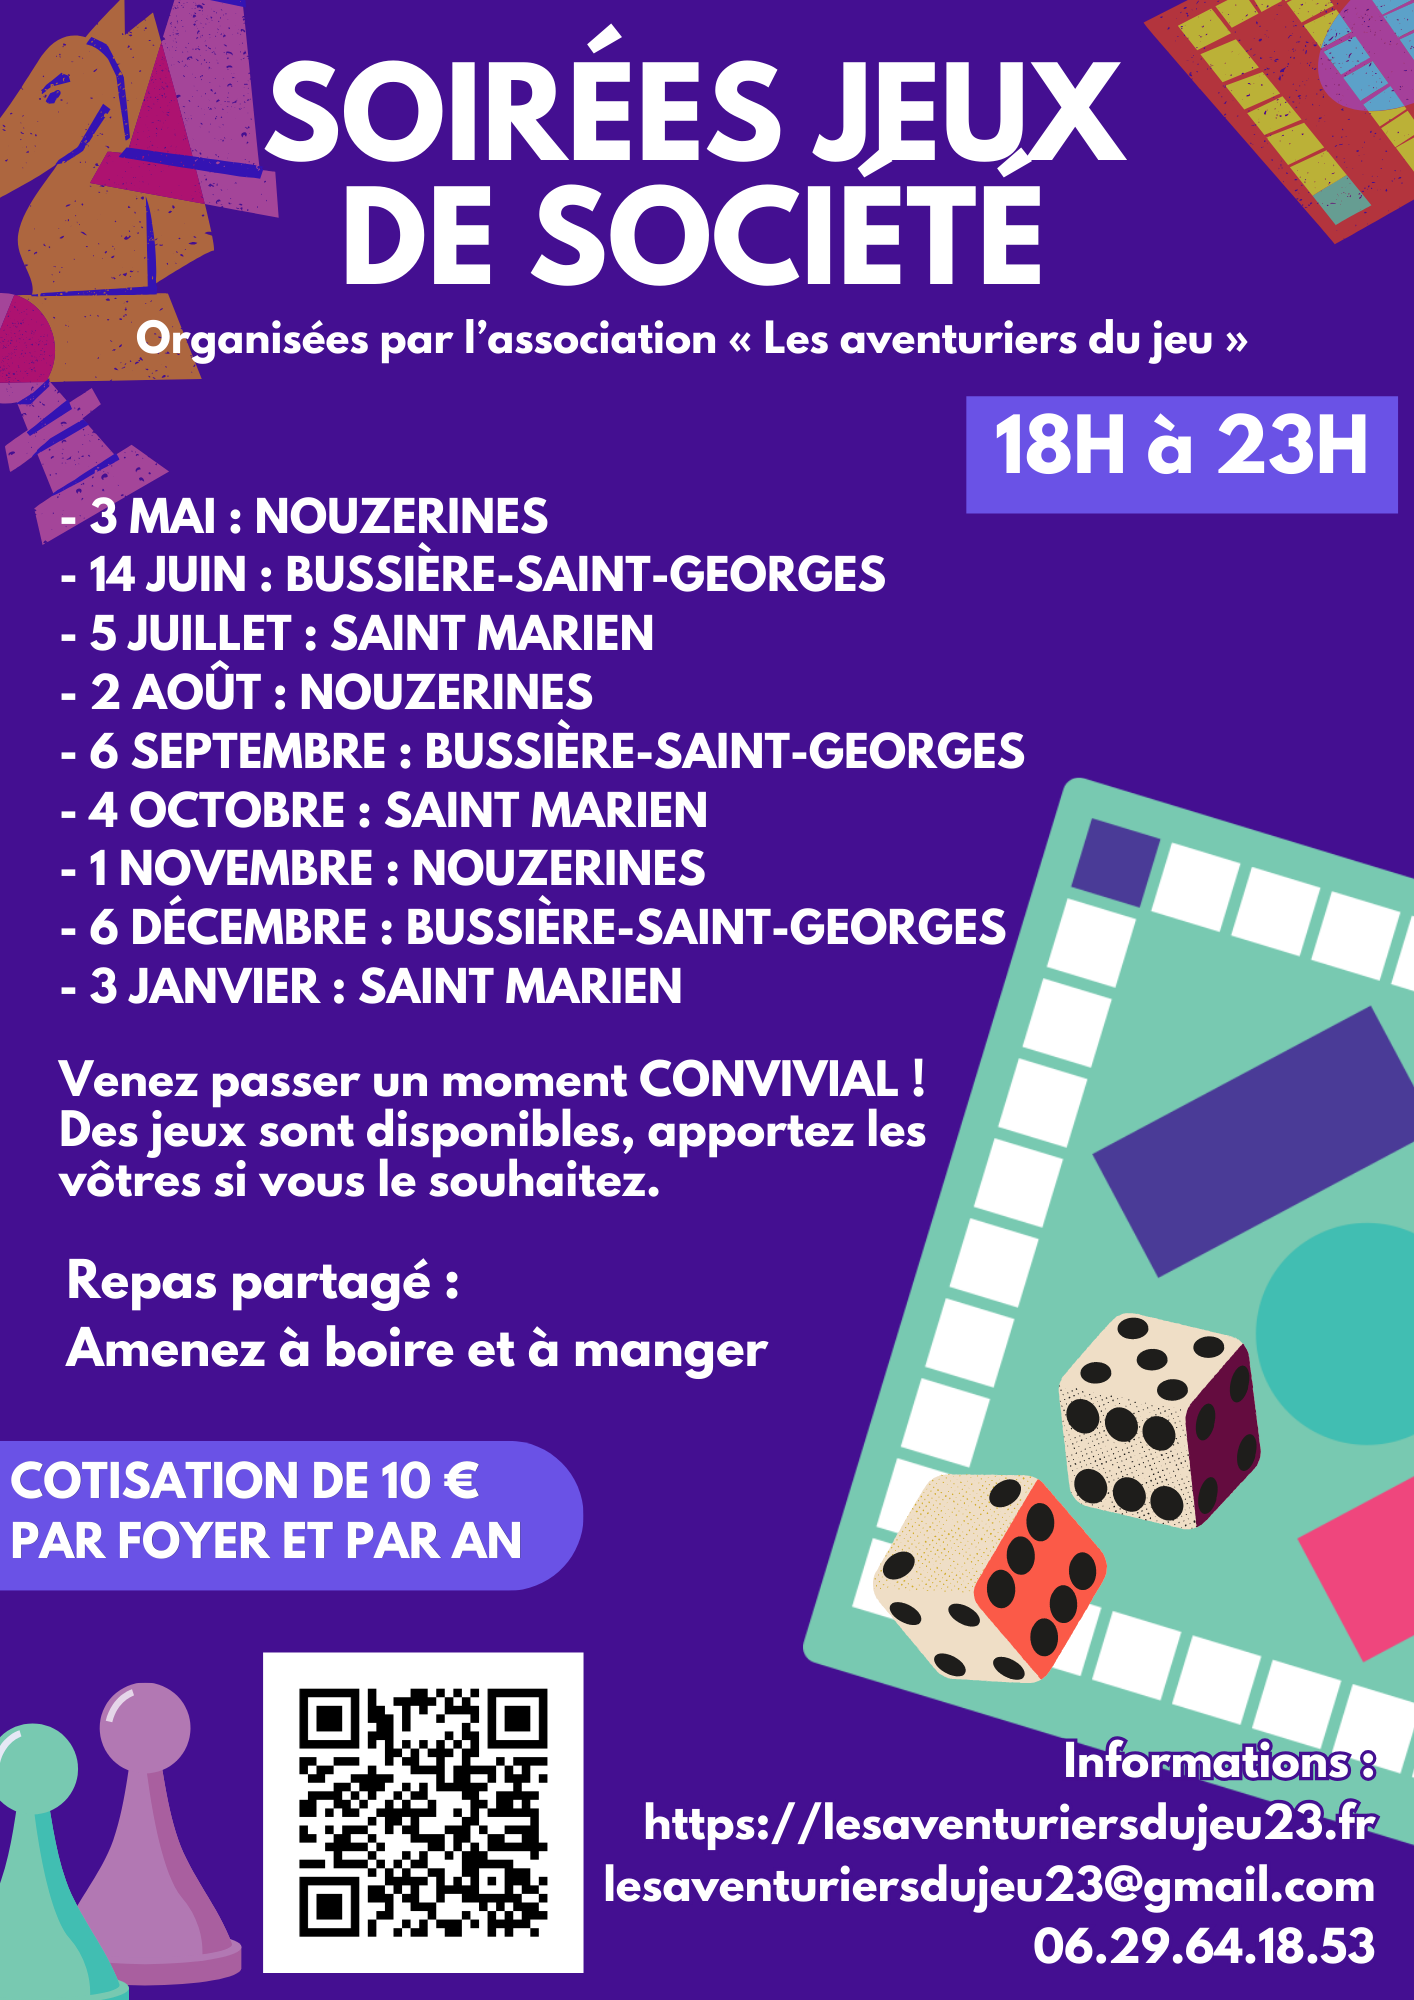 SOIRÉES JEUX
DE SOCIÉTÉ
Organisées par l’association « Les aventuriers du jeu »
18H à 23H
- 3 MAI : NOUZERINES
- 14 JUIN : BUSSIÈRE-SAINT-GEORGES
- 5 JUILLET : SAINT MARIEN
- 2 AOÛT : NOUZERINES
- 6 SEPTEMBRE : BUSSIÈRE-SAINT-GEORGES
- 4 OCTOBRE : SAINT MARIEN
- 1 NOVEMBRE : NOUZERINES
- 6 DÉCEMBRE : BUSSIÈRE-SAINT-GEORGES
- 3 JANVIER : SAINT MARIEN
Venez passer un moment CONVIVIAL !
Des jeux sont disponibles, apportez les
vôtres si vous le souhaitez.
Repas partagé :
Amenez à boire et à manger
COTISATION DE 10 €
PAR FOYER ET PAR AN
Informations :
https://lesaventuriersdujeu23.fr
lesaventuriersdujeu23@gmail.com
06.29.64.18.53